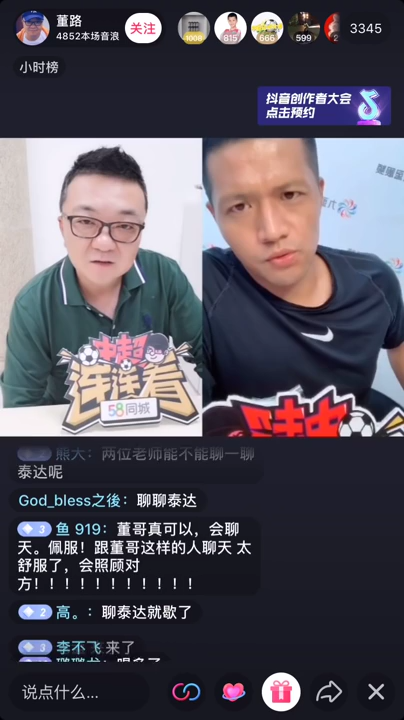 董路
4852本场音浪
关注
1008
815
666
599
2
3345
小时榜
抖音创作者大会
点击预约
中超
连连看
58同城
熊大：两位老师能不能聊一聊
泰达呢
God_bless之後：聊聊泰达
3 鱼 919：董哥真可以，会聊
天。佩服！跟董哥这样的人聊天 太
舒服了，会照顾对
方！！！！！！！！！！！
2 高。：聊泰达就歇了
3 李不飞 来了
说点什么...